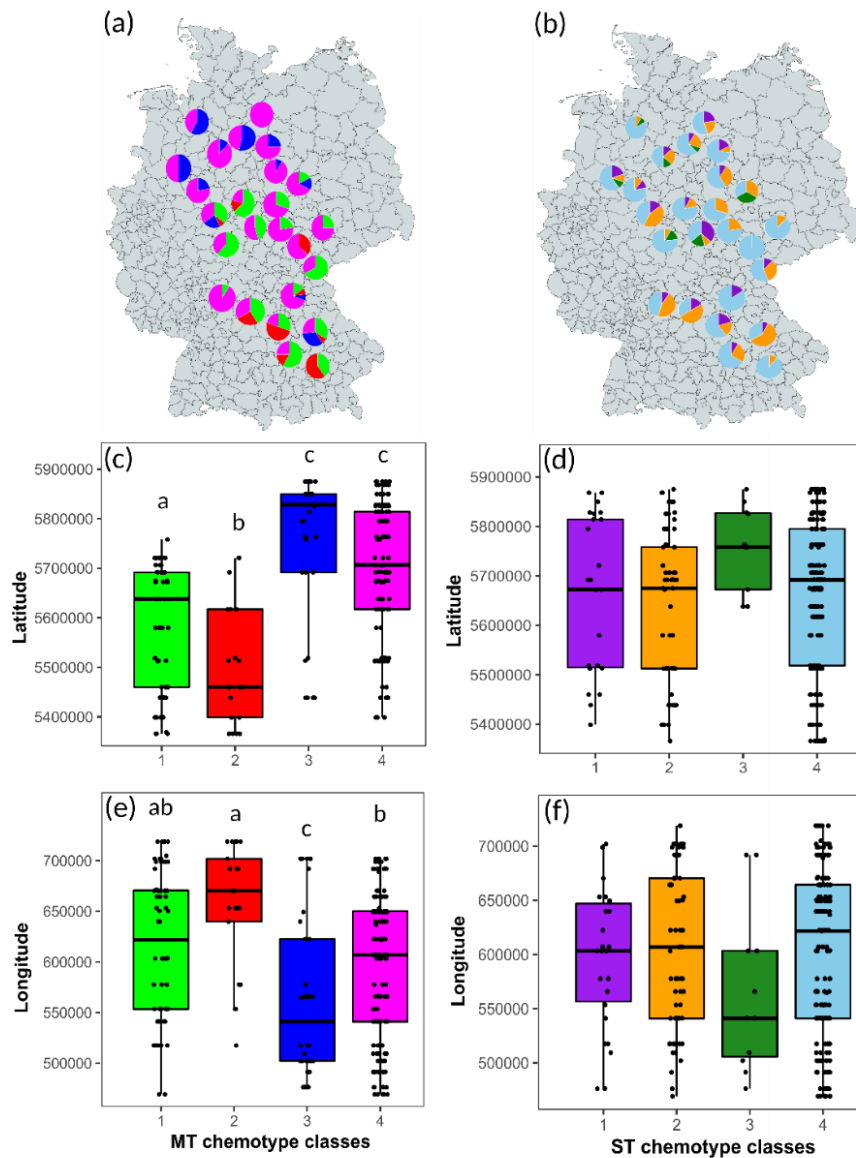 (a) (b)
(c) (d)
a b c c
5900000
5800000
5700000
5600000
5500000
5400000
Latitude
1 2 3 4
5900000
5800000
5700000
5600000
5500000
5400000
Latitude
1 2 3 4
(e) (f)
ab a c b
700000
650000
600000
550000
500000
Longitude
1 2 3 4
MT chemotype classes
700000
650000
600000
550000
500000
Longitude
1 2 3 4
ST chemotype classes